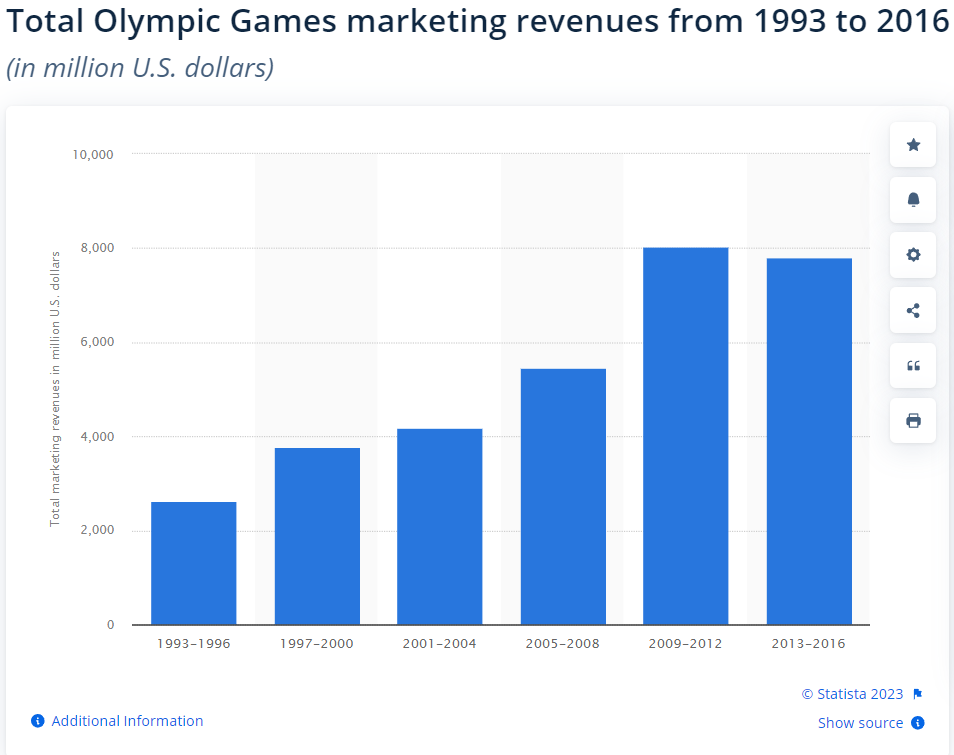 Total Olympic Games marketing revenues from 1993 to 2016
(in million U.S. dollars)
Total marketing revenues in million U.S. dollars
10,000
8,000
6,000
4,000
2,000
0
1993–1996
1997–2000
2001–2004
2005–2008
2009–2012
2013–2016
© Statista 2023
Additional Information
Show source